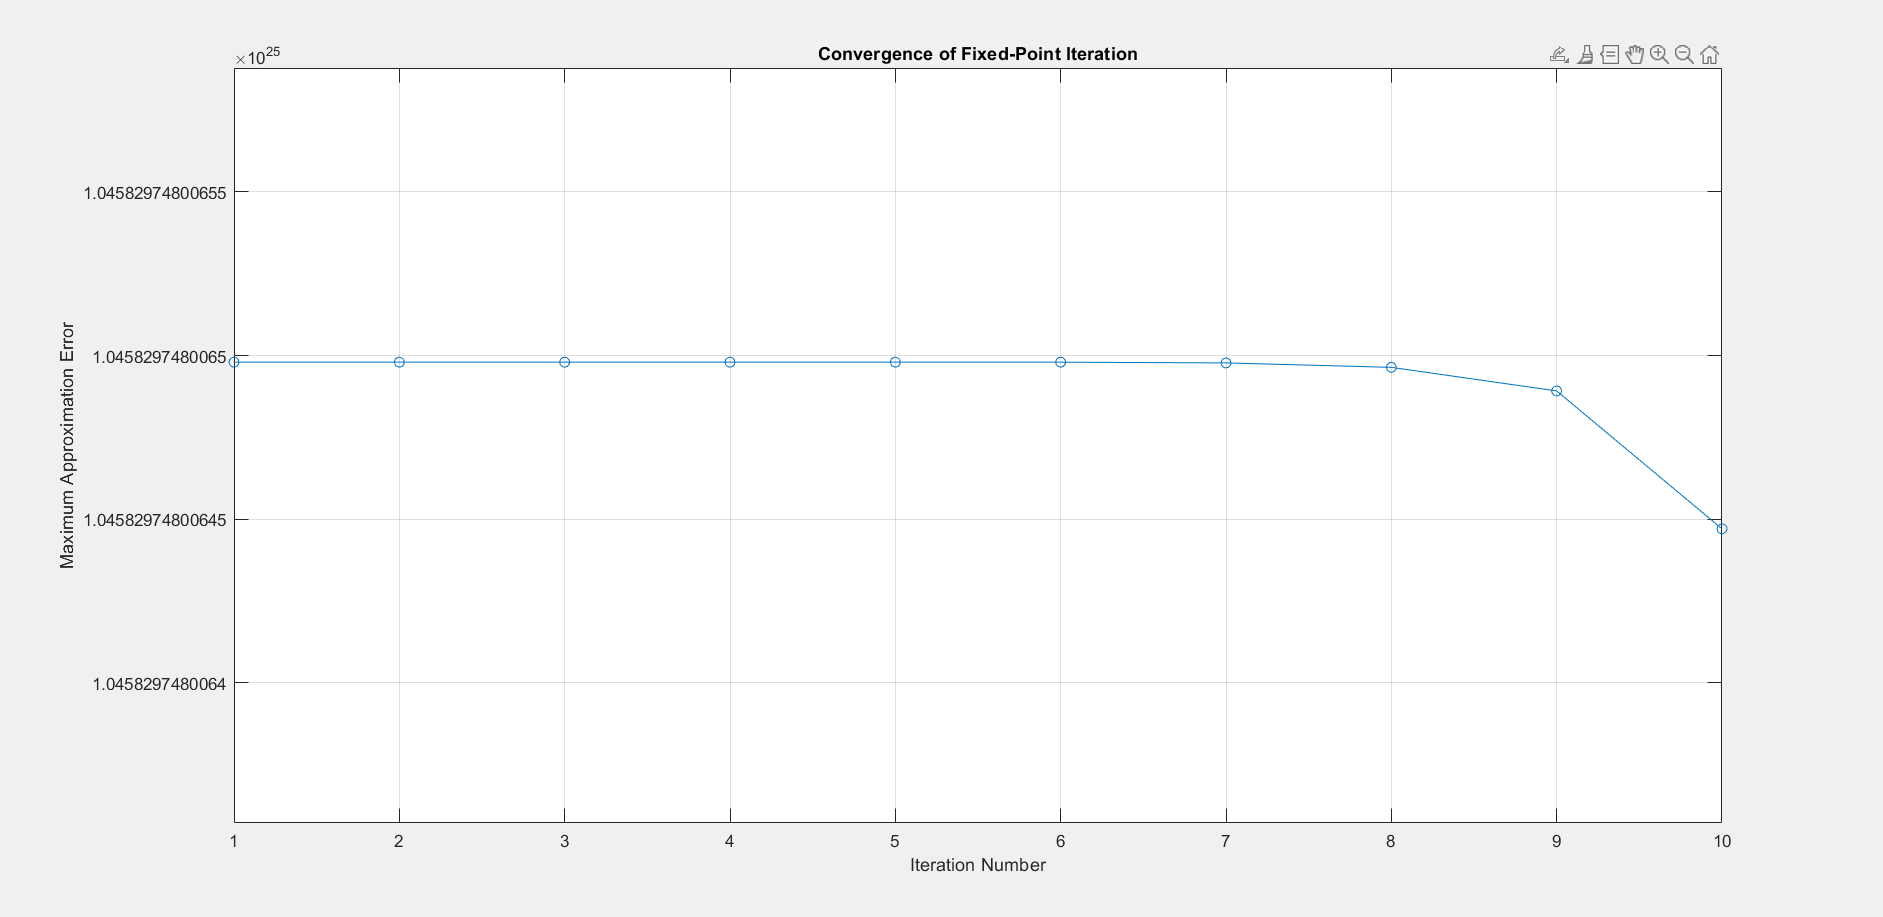 Convergence of Fixed-Point Iteration
×10^25
1.04582974800655
1.0458297480065
1.04582974800645
1.0458297480064
Maximum Approximation Error
1 2 3 4 5 6 7 8 9 10
Iteration Number